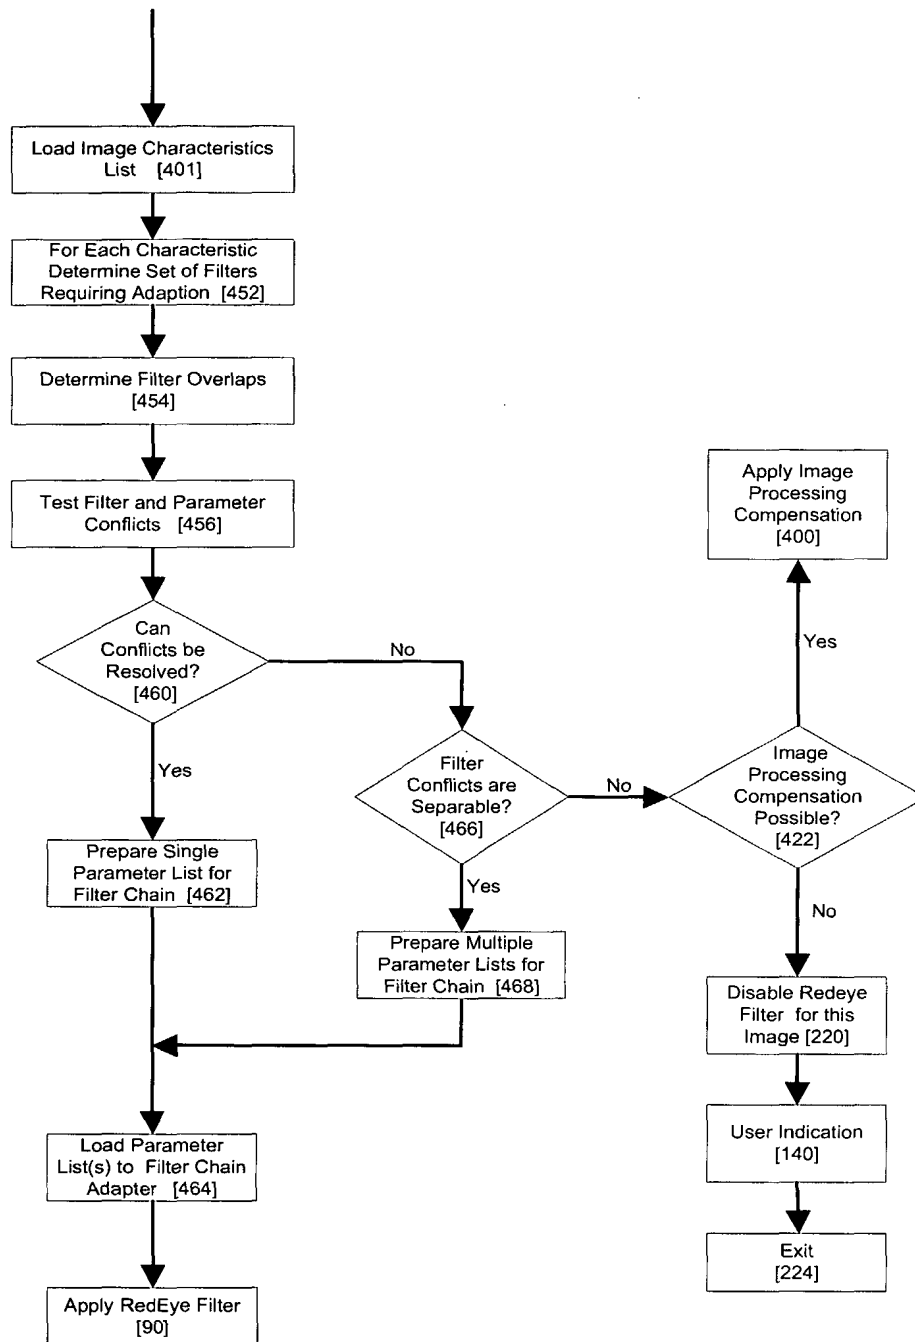 Load Image Characteristics
List [401]
For Each Characteristic
Determine Set of Filters
Requiring Adaption [452]
Determine Filter Overlaps
[454]
Test Filter and Parameter
Conflicts [456]
Can
Conflicts be
Resolved?
[460]
No
Yes
Filter
Conflicts are
Separable?
[466]
No
Yes
Image
Processing
Compensation
Possible?
[422]
Yes
No
Apply Image
Processing
Compensation
[400]
Prepare Single
Parameter List for
Filter Chain [462]
Prepare Multiple
Parameter Lists for
Filter Chain [468]
Disable Redeye
Filter for this
Image [220]
User Indication
[140]
Exit
[224]
Load Parameter
List(s) to Filter Chain
Adapter [464]
Apply RedEye Filter
[90]